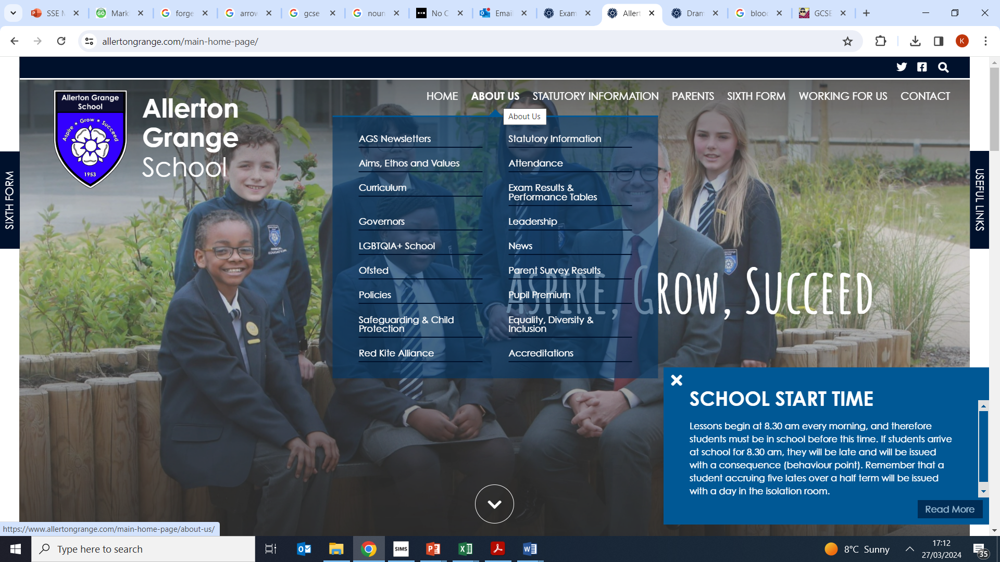 SSE
Mark
forge
arrow
gcse
noun
No C
Email
Exam
Allert
Dram
blood
GCSE
allertongrange.com/main-home-page/
K
Allerton Grange
School
Aspire ★ Grow ★ Succeed
1953
Allerton
Grange
School
HOME ABOUT US STATUTORY INFORMATION PARENTS SIXTH FORM WORKING FOR US CONTACT
About Us
AGS Newsletters
Aims, Ethos and Values
Curriculum
Governors
LGBTQIA+ School
Ofsted
Policies
Safeguarding & Child
Protection
Red Kite Alliance
Statutory Information
Attendance
Exam Results &
Performance Tables
Leadership
News
Parent Survey Results
Pupil Premium
Equality, Diversity &
Inclusion
Accreditations
SIXTH FORM
USEFUL LINKS
ASPIRE, GROW, SUCCEED
PHYSICAL
EDUCATION
SCHOOL START TIME
Lessons begin at 8.30 am every morning, and therefore
students must be in school before this time. If students arrive
at school for 8.30 am, they will be late and will be issued
with a consequence (behaviour point). Remember that a
student accruing five lates over a half term will be issued
with a day in the isolation room.
Read More
https://www.allertongrange.com/main-home-page/about-us/
Type here to search
SIMS
8°C Sunny
17:12
27/03/2024
35